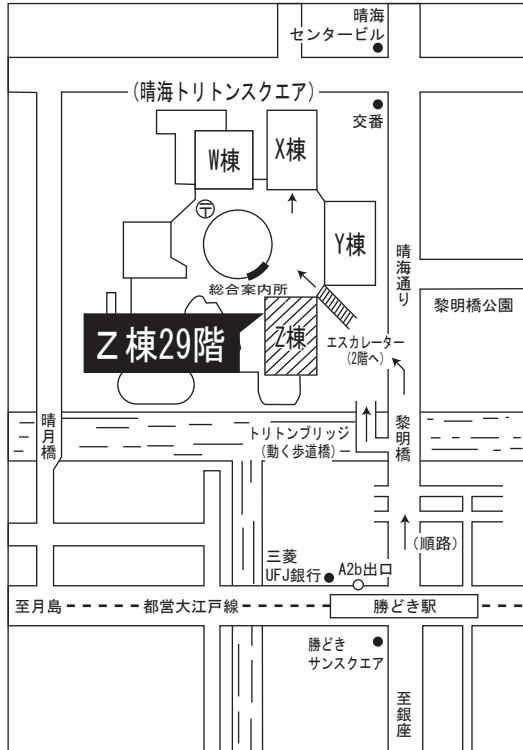 晴海
センタービル
(晴海トリトンスクエア)
交番
W棟
X棟
〒
Y棟
晴海通り
総合案内所
黎明橋公園
Z棟29階
Z棟
エスカレーター
(2階へ)
晴月橋
トリトンブリッジ
(動く歩道橋)
黎明橋
(順路)
三菱
UFJ銀行
A2b出口
至月島
都営大江戸線
勝どき駅
勝どき
サンスクエア
至銀座